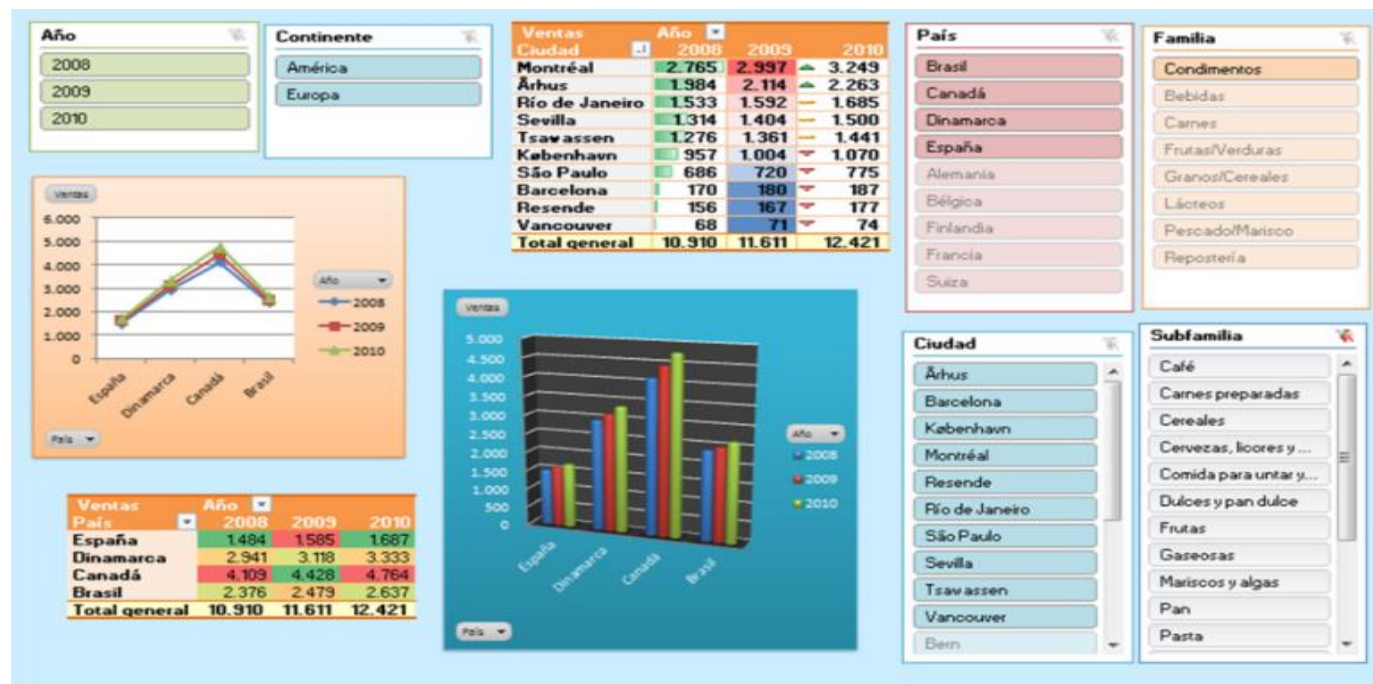 Año
2008
2009
2010
Continente
América
Europa
Ventas Año
Ciudad 2008 2009 2010
Montréal 2.765 2.997 3.249
Århus 1.984 2.114 2.263
Río de Janeiro 1.533 1.592 1.685
Sevilla 1.314 1.404 1.500
Tsawassen 1.276 1.361 1.441
København 957 1.004 1.070
São Paulo 686 720 775
Barcelona 170 180 187
Resende 156 167 177
Vancouver 68 71 74
Total general 10.910 11.611 12.421
País
Brasil
Canadá
Dinamarca
España
Alemania
Bélgica
Finlandia
Francia
Suiza
Familia
Condimentos
Bebidas
Carnes
Frutas/Verduras
Granos/Cereales
Lácteos
Pescado/Marisco
Repostería
Ventas
6.000
5.000
4.000
3.000
2.000
1.000
0
España Dinamarca Canadá Brasil
Año
2008
2009
2010
País
Ventas
5.000
4.500
4.000
3.500
3.000
2.500
2.000
1.500
1.000
500
0
España Dinamarca Canadá Brasil
Año
2008
2009
2010
País
Ventas Año
País 2008 2009 2010
España 1.484 1.585 1.687
Dinamarca 2.941 3.118 3.333
Canadá 4.109 4.428 4.764
Brasil 2.376 2.479 2.637
Total general 10.910 11.611 12.421
Ciudad
Århus
Barcelona
København
Montréal
Resende
Río de Janeiro
São Paulo
Sevilla
Tsawassen
Vancouver
Bern
Subfamilia
Café
Carnes preparadas
Cereales
Cervezas, licores y ...
Comida para untar y...
Dulces y pan dulce
Frutas
Gaseosas
Mariscos y algas
Pan
Pasta